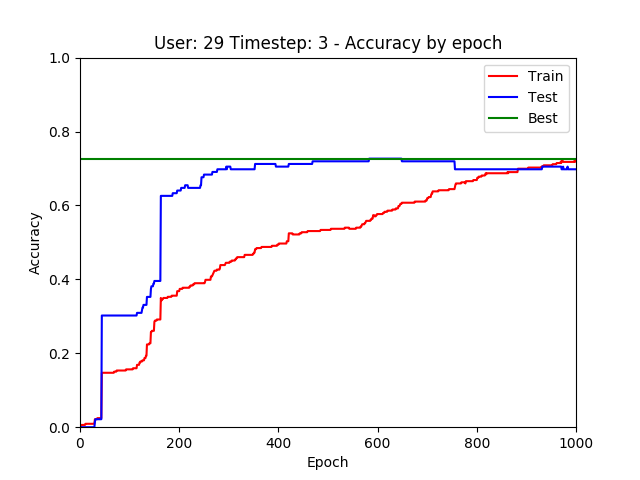 User: 29 Timestep: 3 - Accuracy by epoch
1.0
0.8
0.6
0.4
0.2
0.0
Accuracy
Train
Test
Best
0 200 400 600 800 1000
Epoch